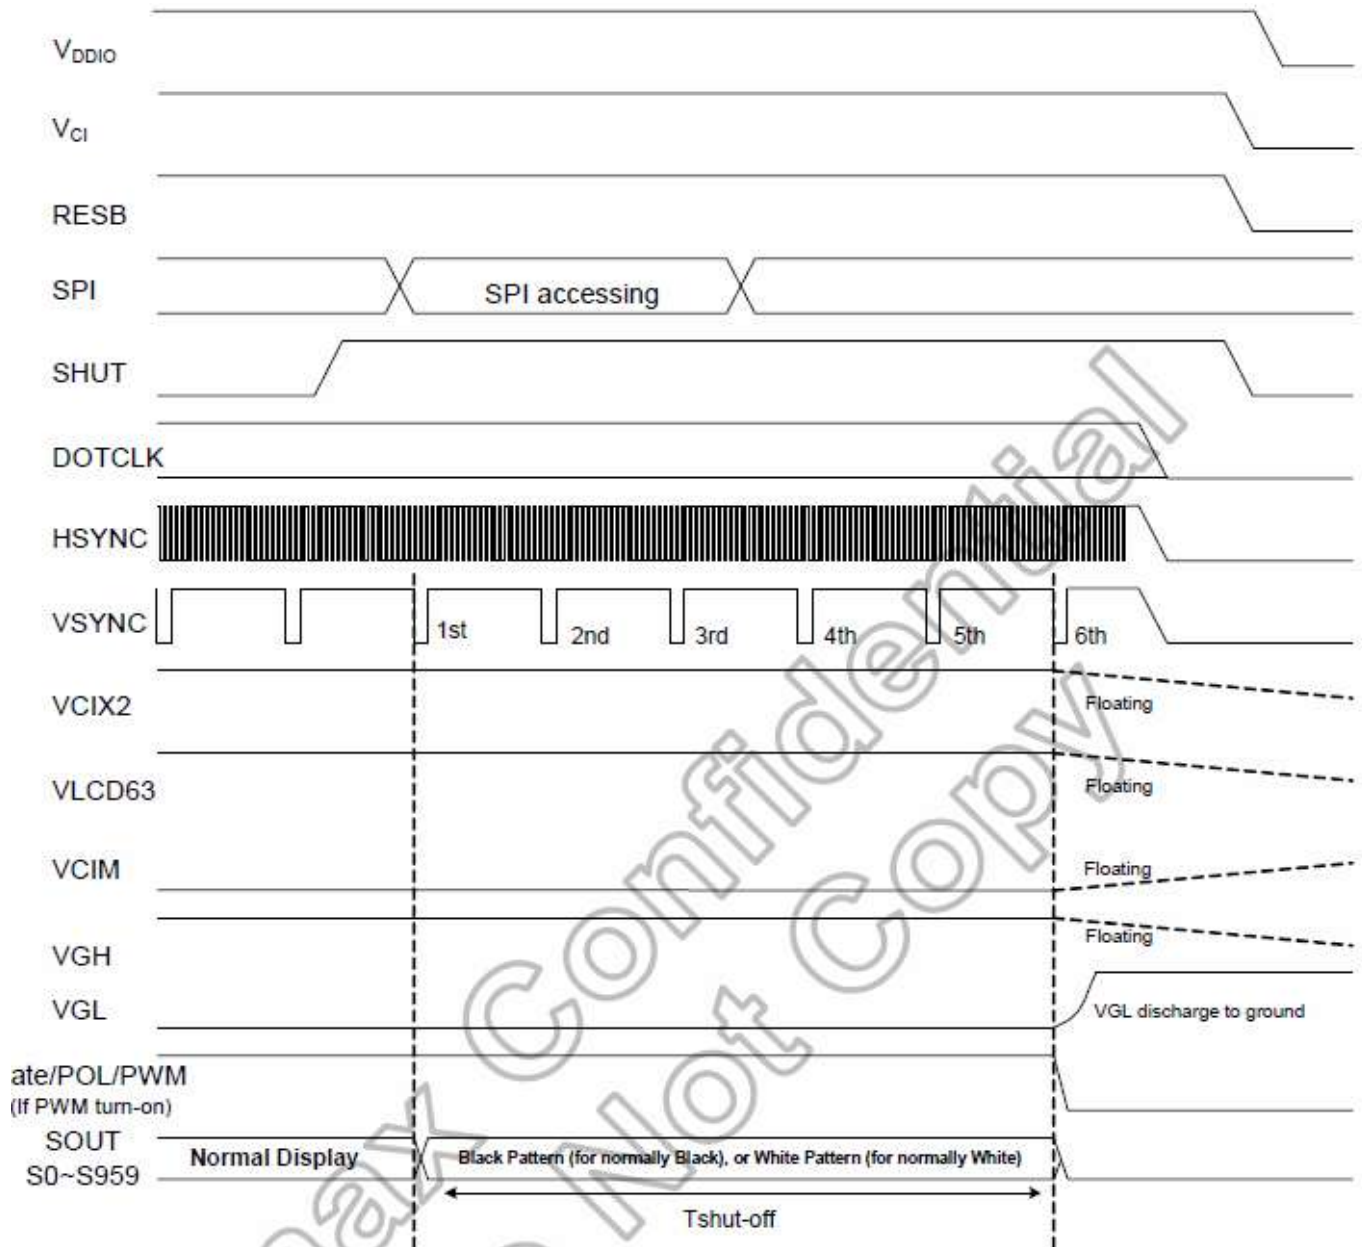 VDDIO
VCI
RESB
SPI
SPI accessing
SHUT
DOTCLK
HSYNC
VSYNC
1st
2nd
3rd
4th
5th
6th
VCIX2
Floating
VLCD63
Floating
VCIM
Floating
VGH
Floating
VGL
VGL discharge to ground
ate/POL/PWM
(If PWM turn-on)
SOUT
S0~S959
Normal Display
Black Pattern (for normally Black), or White Pattern (for normally White)
Tshut-off
ax Confidential
Not Copy